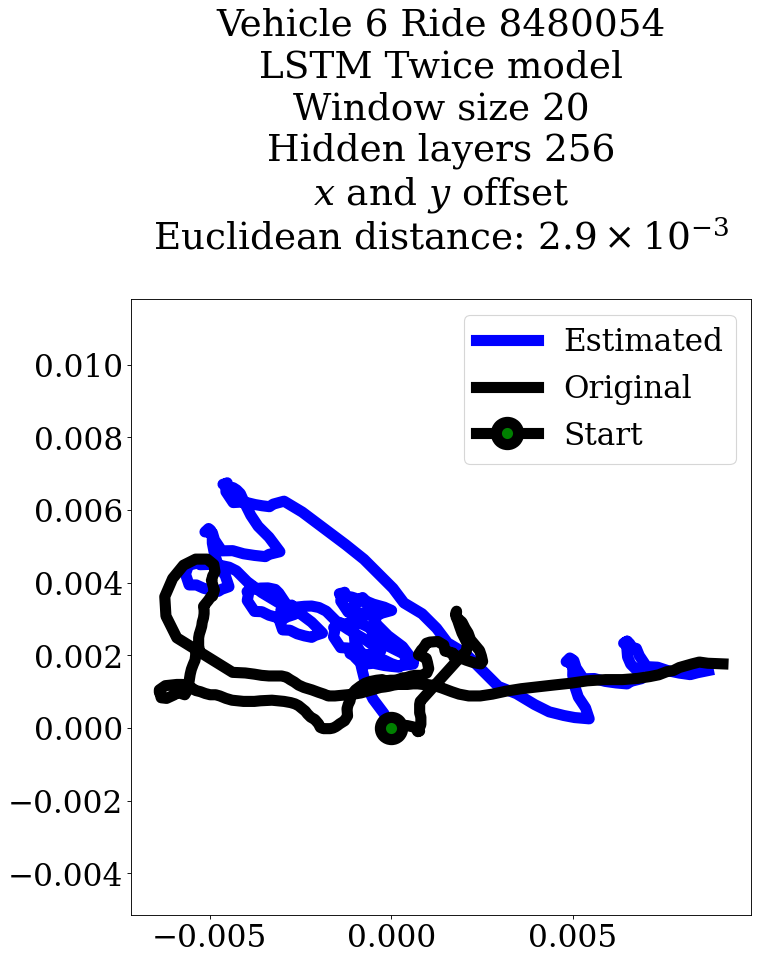 Vehicle 6 Ride 8480054
LSTM Twice model
Window size 20
Hidden layers 256
x and y offset
Euclidean distance: 2.9 × 10⁻³
Estimated
Original
Start
0.010
0.008
0.006
0.004
0.002
0.000
−0.002
−0.004
−0.005 0.000 0.005